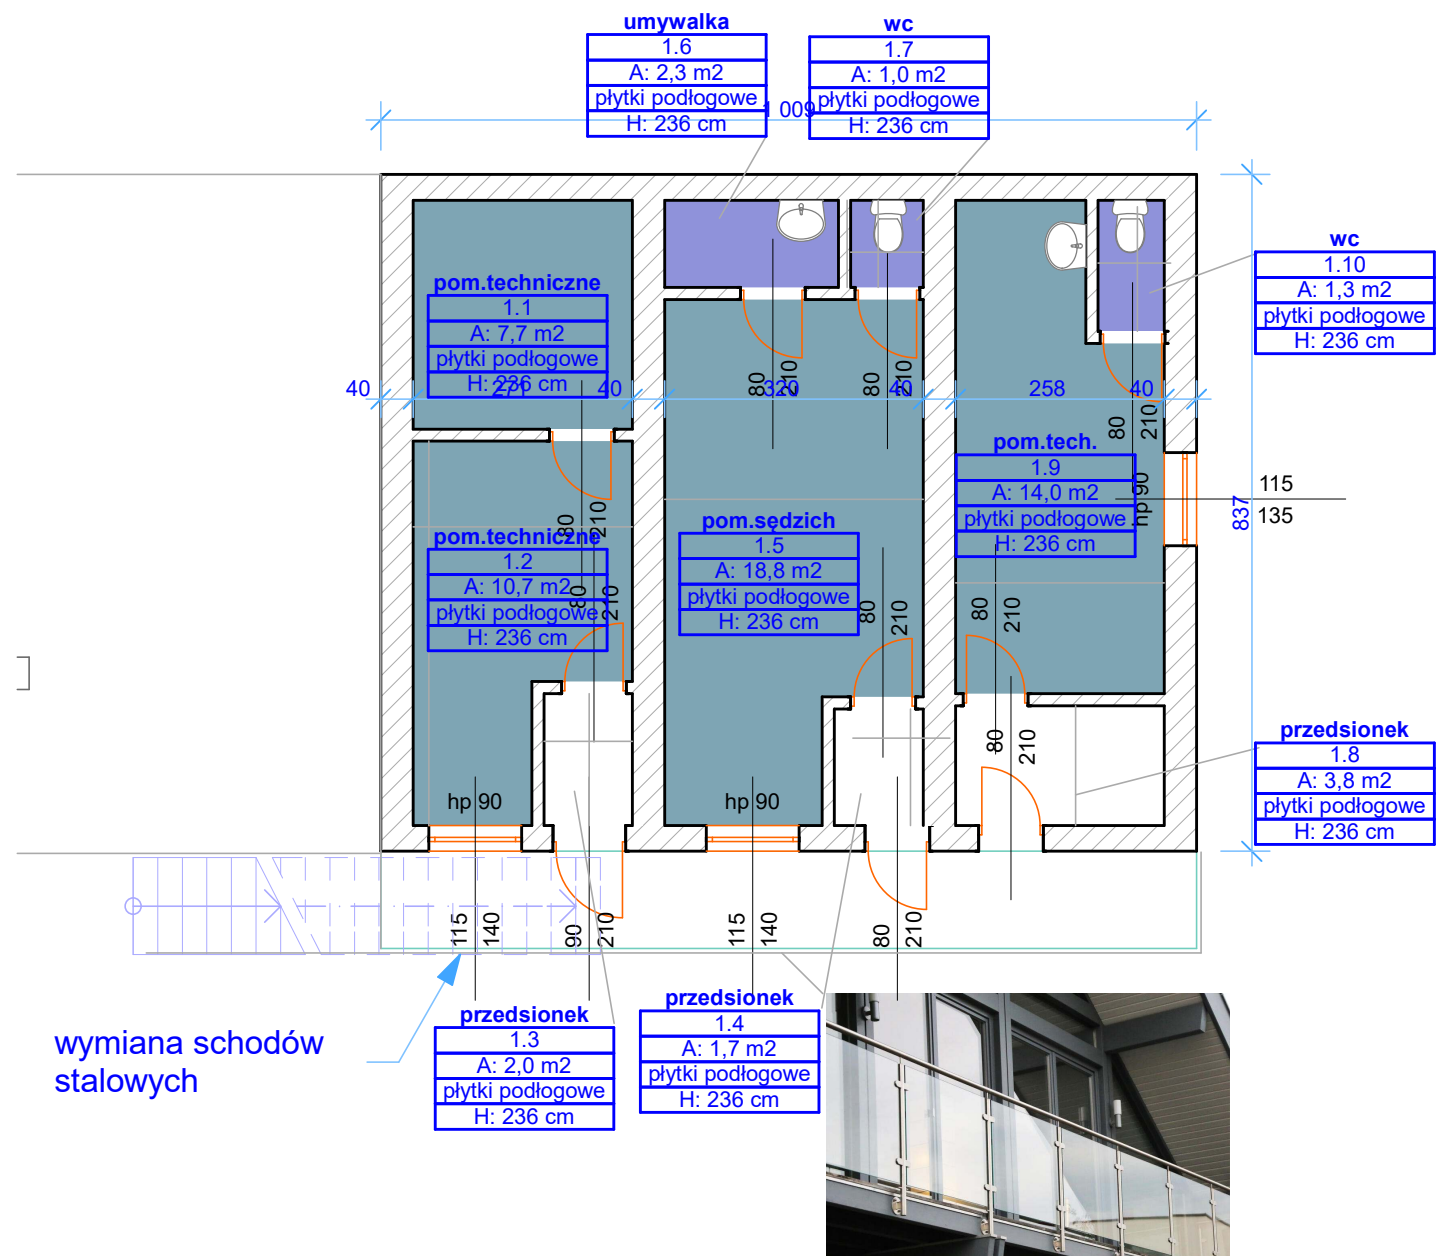 umywalka
1.6
A: 2,3 m2
płytki podłogowe
H: 236 cm
wc
1.7
A: 1,0 m2
płytki podłogowe
H: 236 cm
1 009
wc
1.10
A: 1,3 m2
płytki podłogowe
H: 236 cm
pom.techniczne
1.1
A: 7,7 m2
płytki podłogowe
H: 236 cm
40
271
40
320
40
258
40
80
210
80
210
80
210
pom.tech.
1.9
A: 14,0 m2
płytki podłogowe
H: 236 cm
hp 90
115
135
837
80
210
pom.sędzich
1.5
A: 18,8 m2
płytki podłogowe
H: 236 cm
pom.techniczne
1.2
A: 10,7 m2
płytki podłogowe
H: 236 cm
80
210
80
210
80
210
80
210
przedsionek
1.8
A: 3,8 m2
płytki podłogowe
H: 236 cm
hp 90
hp 90
115
140
90
210
115
140
80
210
wymiana schodów
stalowych
przedsionek
1.3
A: 2,0 m2
płytki podłogowe
H: 236 cm
przedsionek
1.4
A: 1,7 m2
płytki podłogowe
H: 236 cm